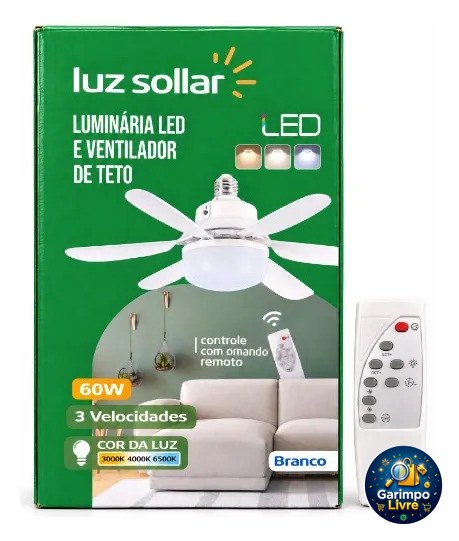 luz sollar
LUMINÁRIA LED
E VENTILADOR
DE TETO
LED
controle
com omando
remoto
60W
3 Velocidades
COR DA LUZ
3000K 4000K 6500K
Branco
Garimpo
Livre